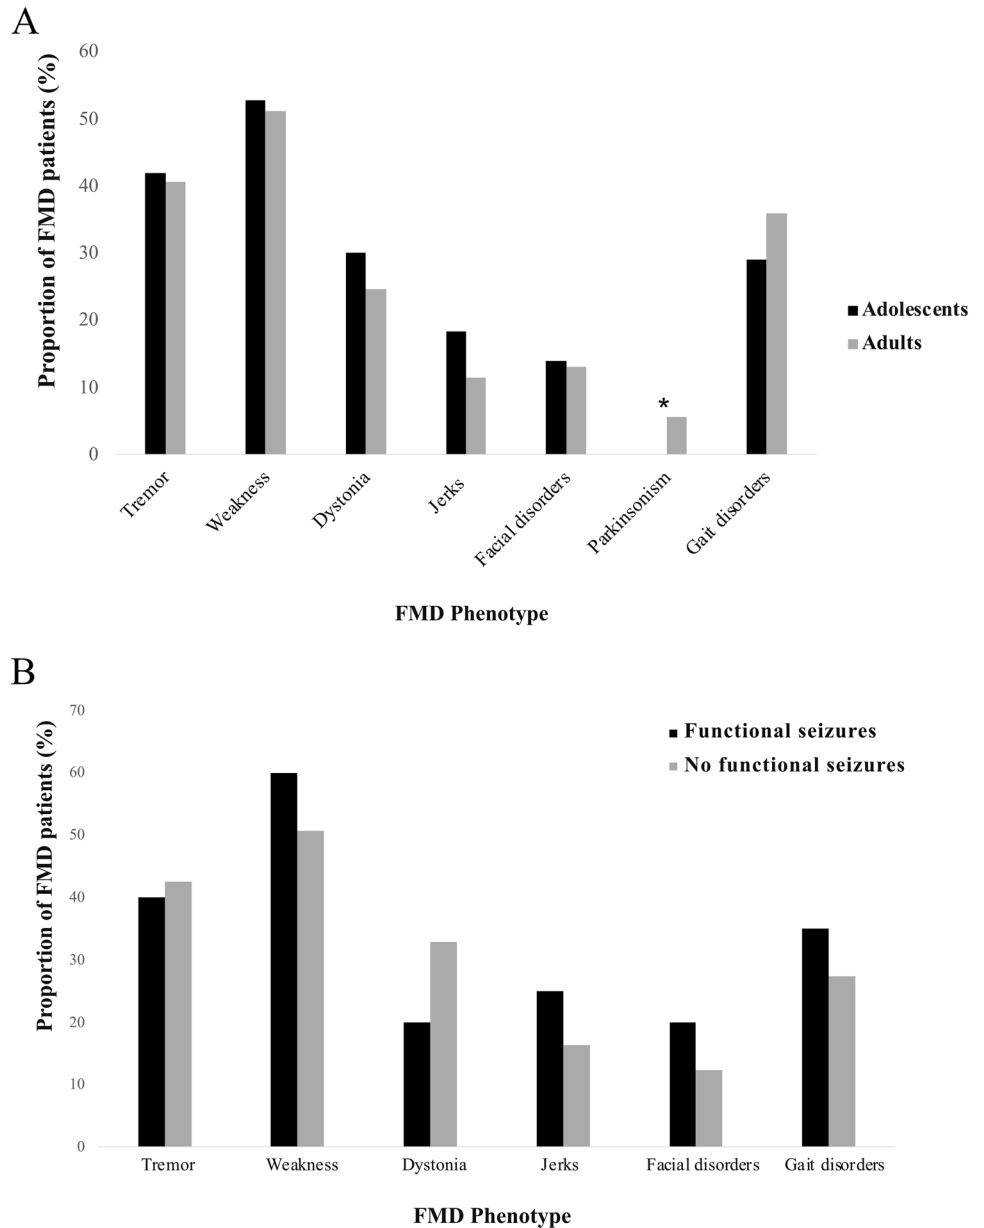 A
Proportion of FMD patients (%)
60
50
40
30
20
10
0
Tremor
Weakness
Dystonia
Jerks
Facial disorders
Parkinsonism
Gait disorders
*
Adolescents
Adults
FMD Phenotype
B
Proportion of FMD patients (%)
70
60
50
40
30
20
10
0
Functional seizures
No functional seizures
Tremor
Weakness
Dystonia
Jerks
Facial disorders
Gait disorders
FMD Phenotype